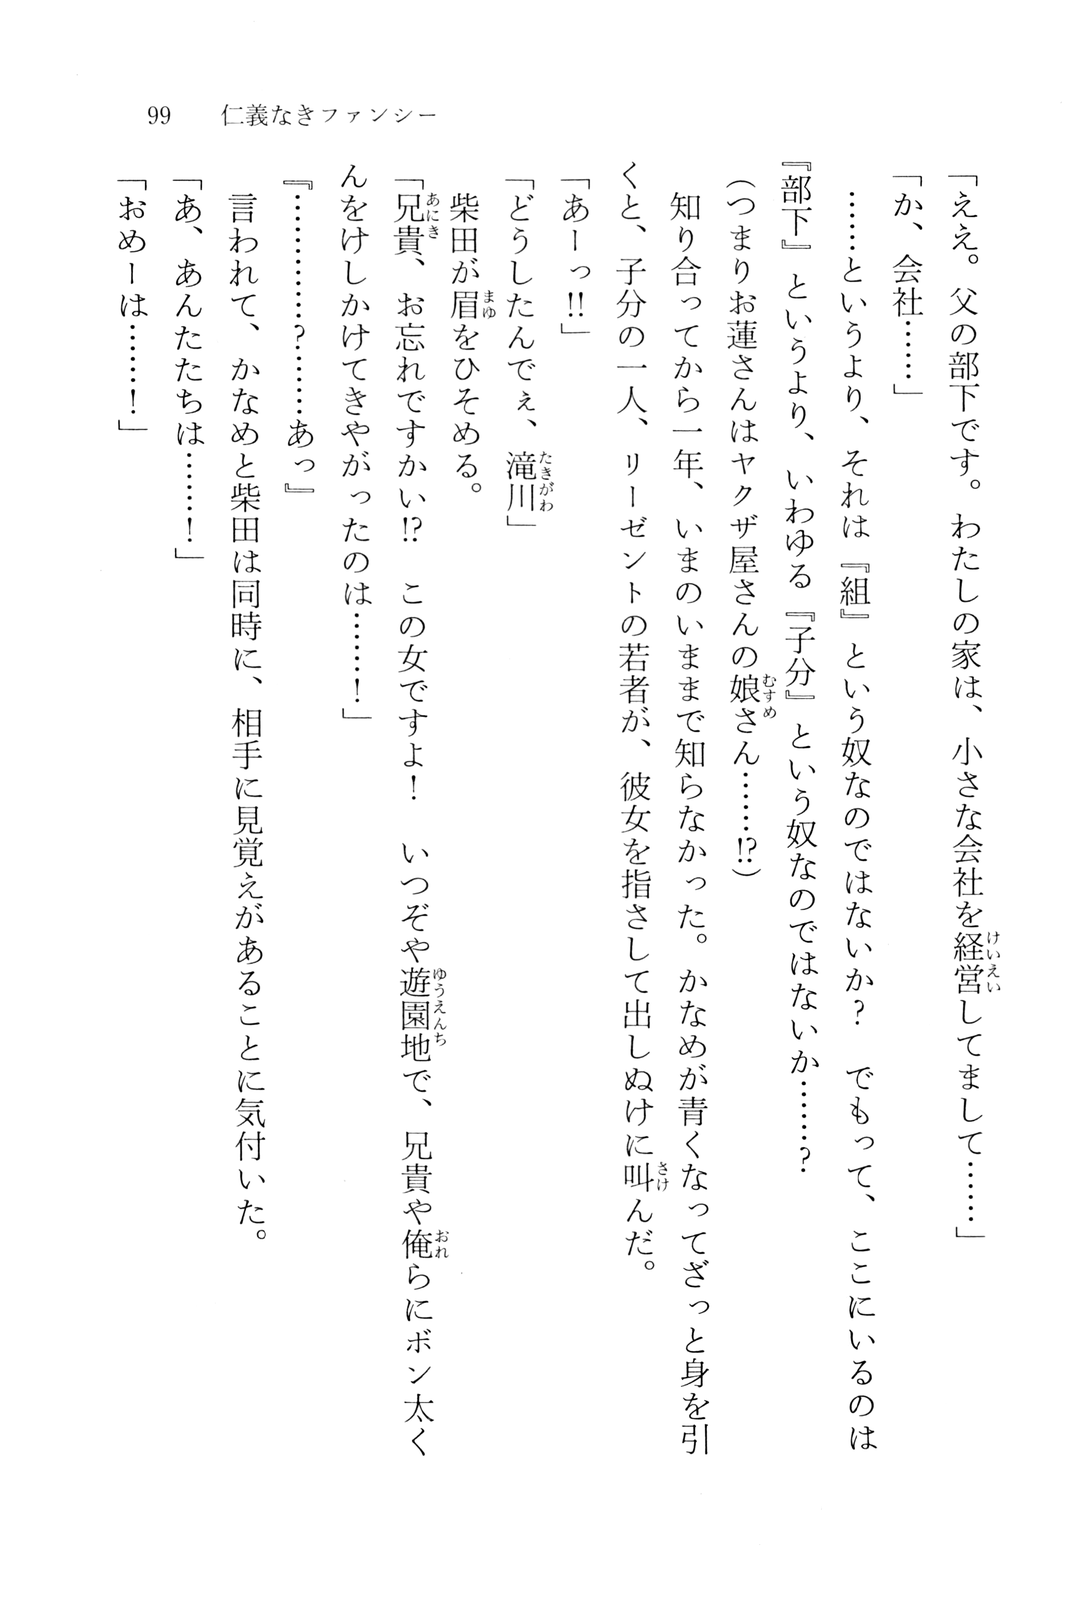 99　仁義なきファンシー
「ええ。父の部下です。わたしの家は、小さな会社を経営してまして……」
「か、会社……」
……というより、それは『組』という奴なのではないか？　でもって、ここにいるのは
『部下』というより、いわゆる『子分』という奴なのではないか……？
（つまりお蓮さんはヤクザ屋さんの娘さん……!?）
知り合ってから一年、いまのいままで知らなかった。かなめが青くなってざっと身を引
くと、子分の一人、リーゼントの若者が、彼女を指さして出しぬけに叫んだ。
「あーっ!!」
「どうしたんでぇ、滝川」
柴田が眉をひそめる。
「兄貴、お忘れですかい!?　この女ですよ！　いつぞや遊園地で、兄貴や俺らにボン太く
んをけしかけてきやがったのは……！」
『…………？……あっ』
言われて、かなめと柴田は同時に、相手に見覚えがあることに気付いた。
「あ、あんたたちは……！」
「おめーは……！」